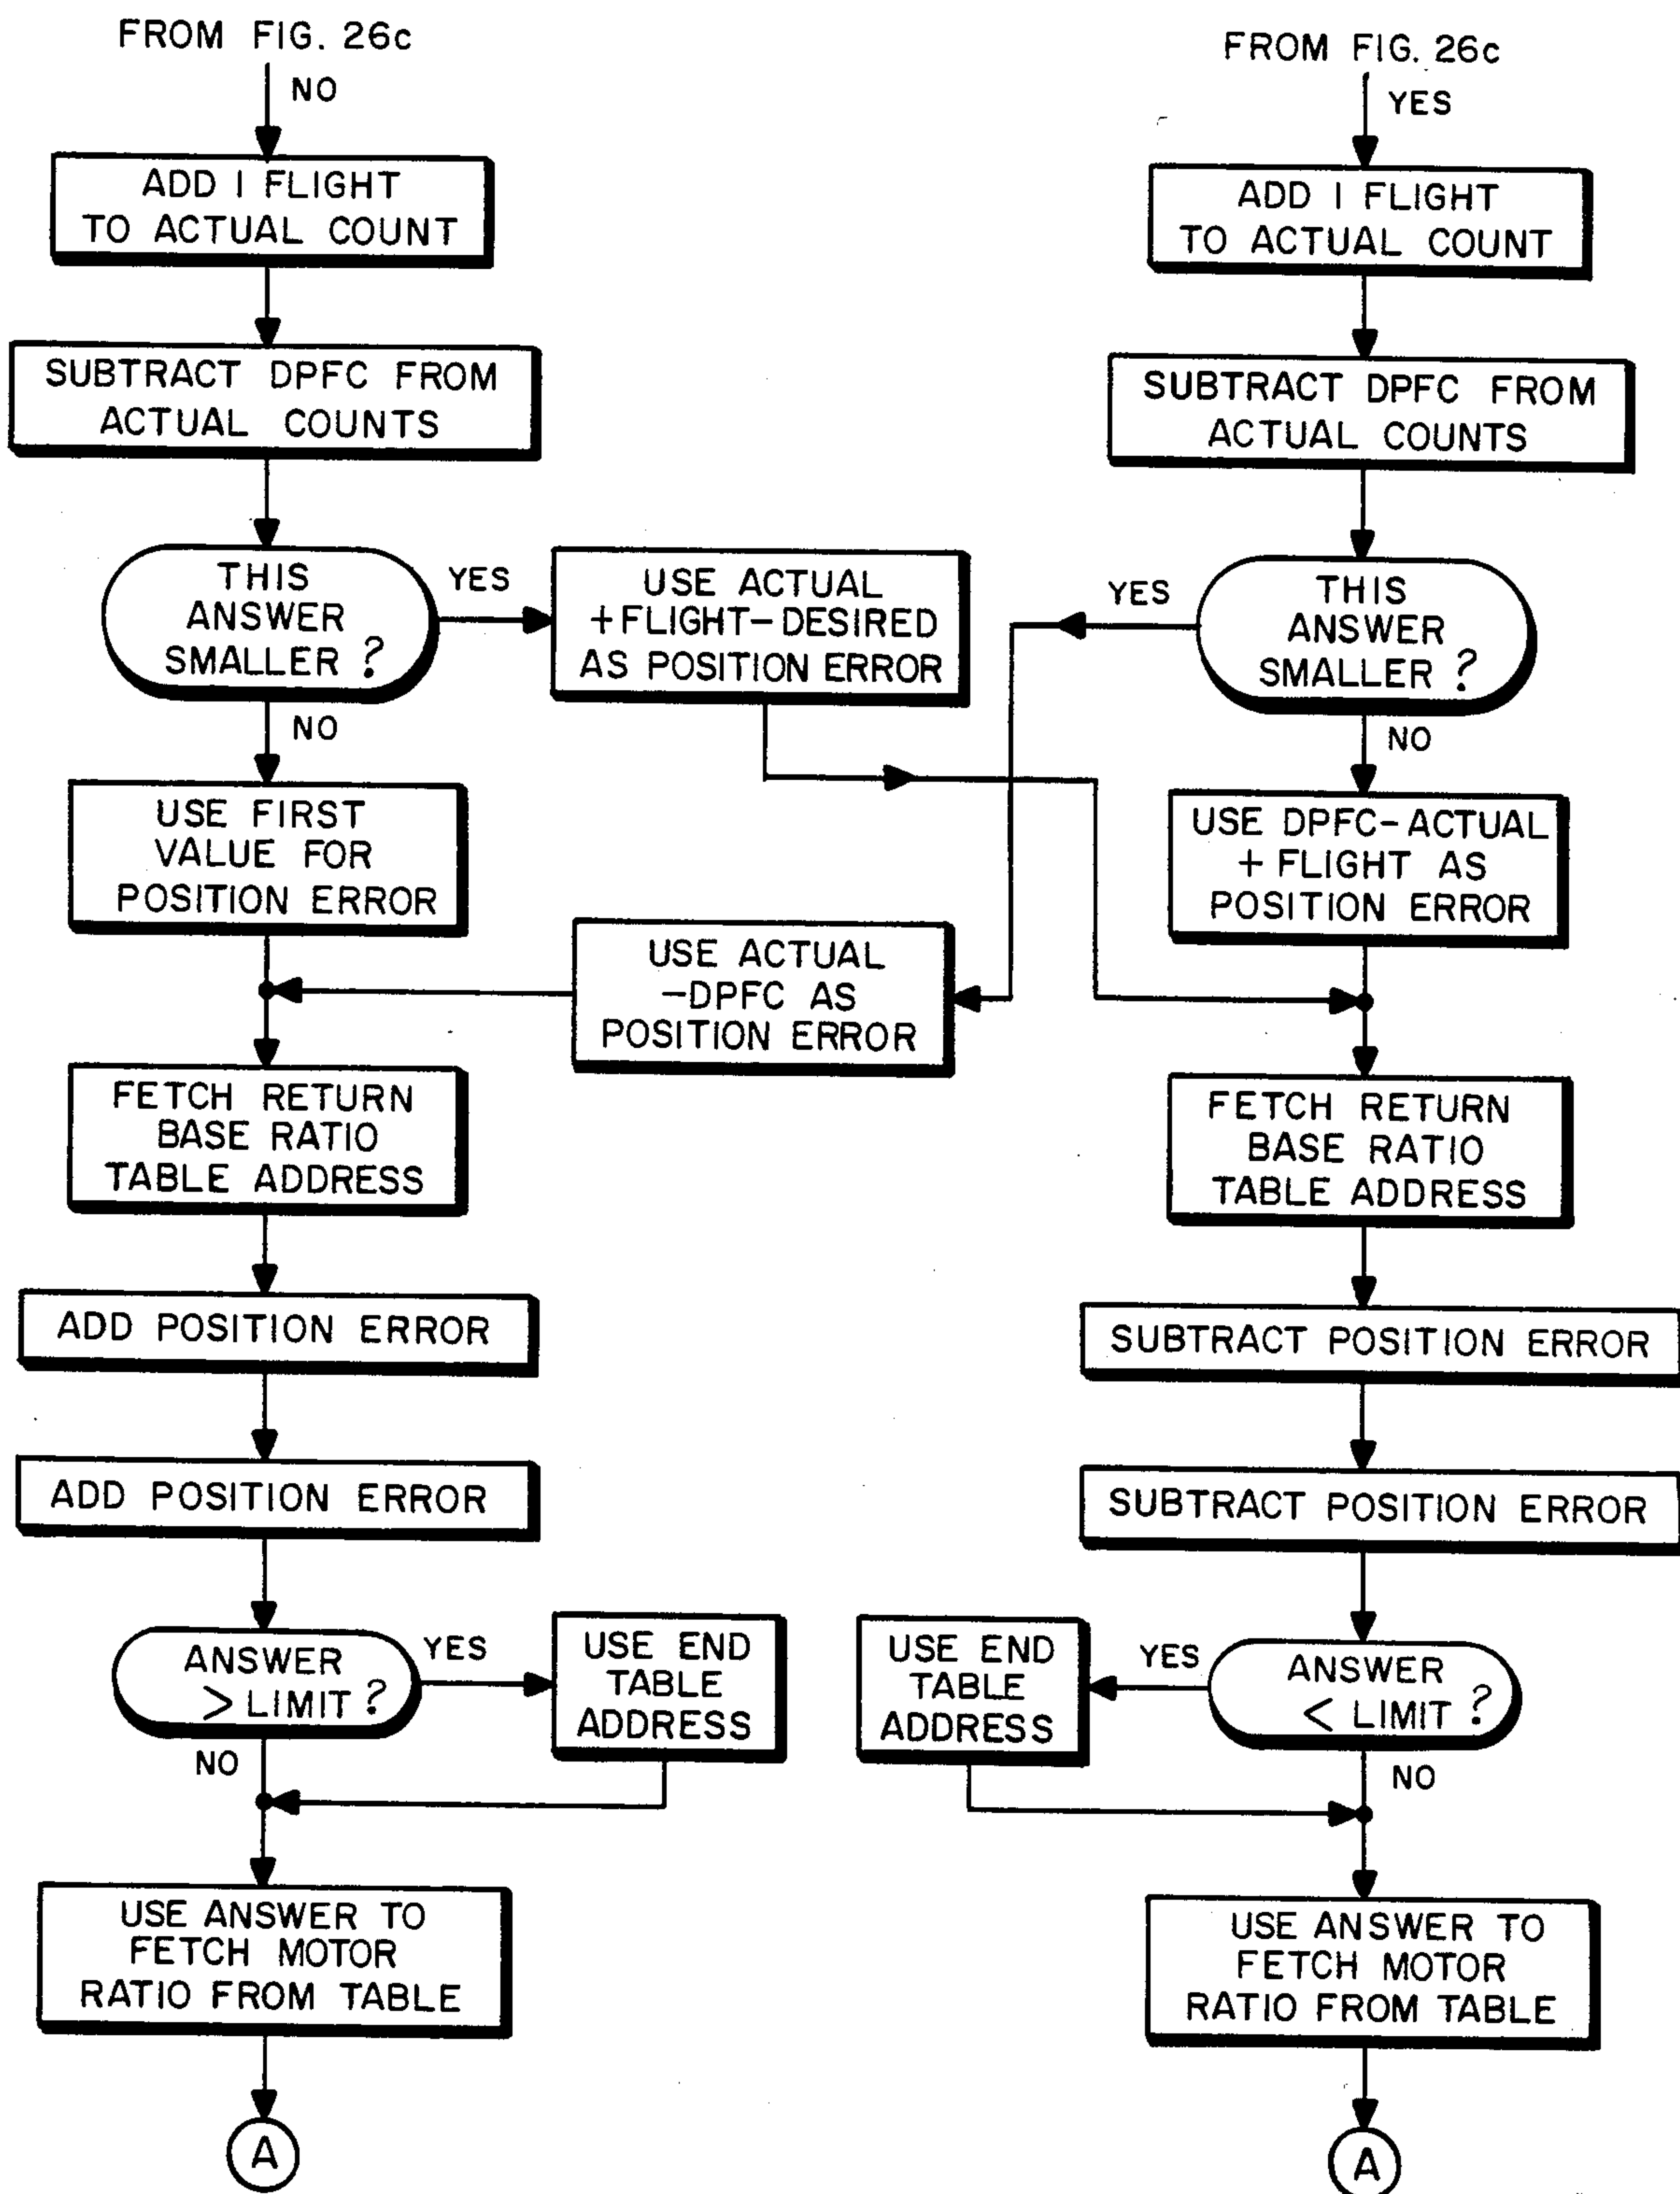 FROM FIG. 26c
NO
ADD 1 FLIGHT
TO ACTUAL COUNT
SUBTRACT DPFC FROM
ACTUAL COUNTS
THIS
ANSWER
SMALLER ?
YES
USE ACTUAL
+FLIGHT-DESIRED
AS POSITION ERROR
NO
USE FIRST
VALUE FOR
POSITION ERROR
FETCH RETURN
BASE RATIO
TABLE ADDRESS
ADD POSITION ERROR
ADD POSITION ERROR
ANSWER
> LIMIT ?
YES
USE END
TABLE
ADDRESS
NO
USE ANSWER TO
FETCH MOTOR
RATIO FROM TABLE
A
FROM FIG. 26c
YES
ADD 1 FLIGHT
TO ACTUAL COUNT
SUBTRACT DPFC FROM
ACTUAL COUNTS
THIS
ANSWER
SMALLER ?
YES
USE ACTUAL
-DPFC AS
POSITION ERROR
NO
USE DPFC-ACTUAL
+ FLIGHT AS
POSITION ERROR
FETCH RETURN
BASE RATIO
TABLE ADDRESS
SUBTRACT POSITION ERROR
SUBTRACT POSITION ERROR
ANSWER
< LIMIT ?
YES
USE END
TABLE
ADDRESS
NO
USE ANSWER TO
FETCH MOTOR
RATIO FROM TABLE
A